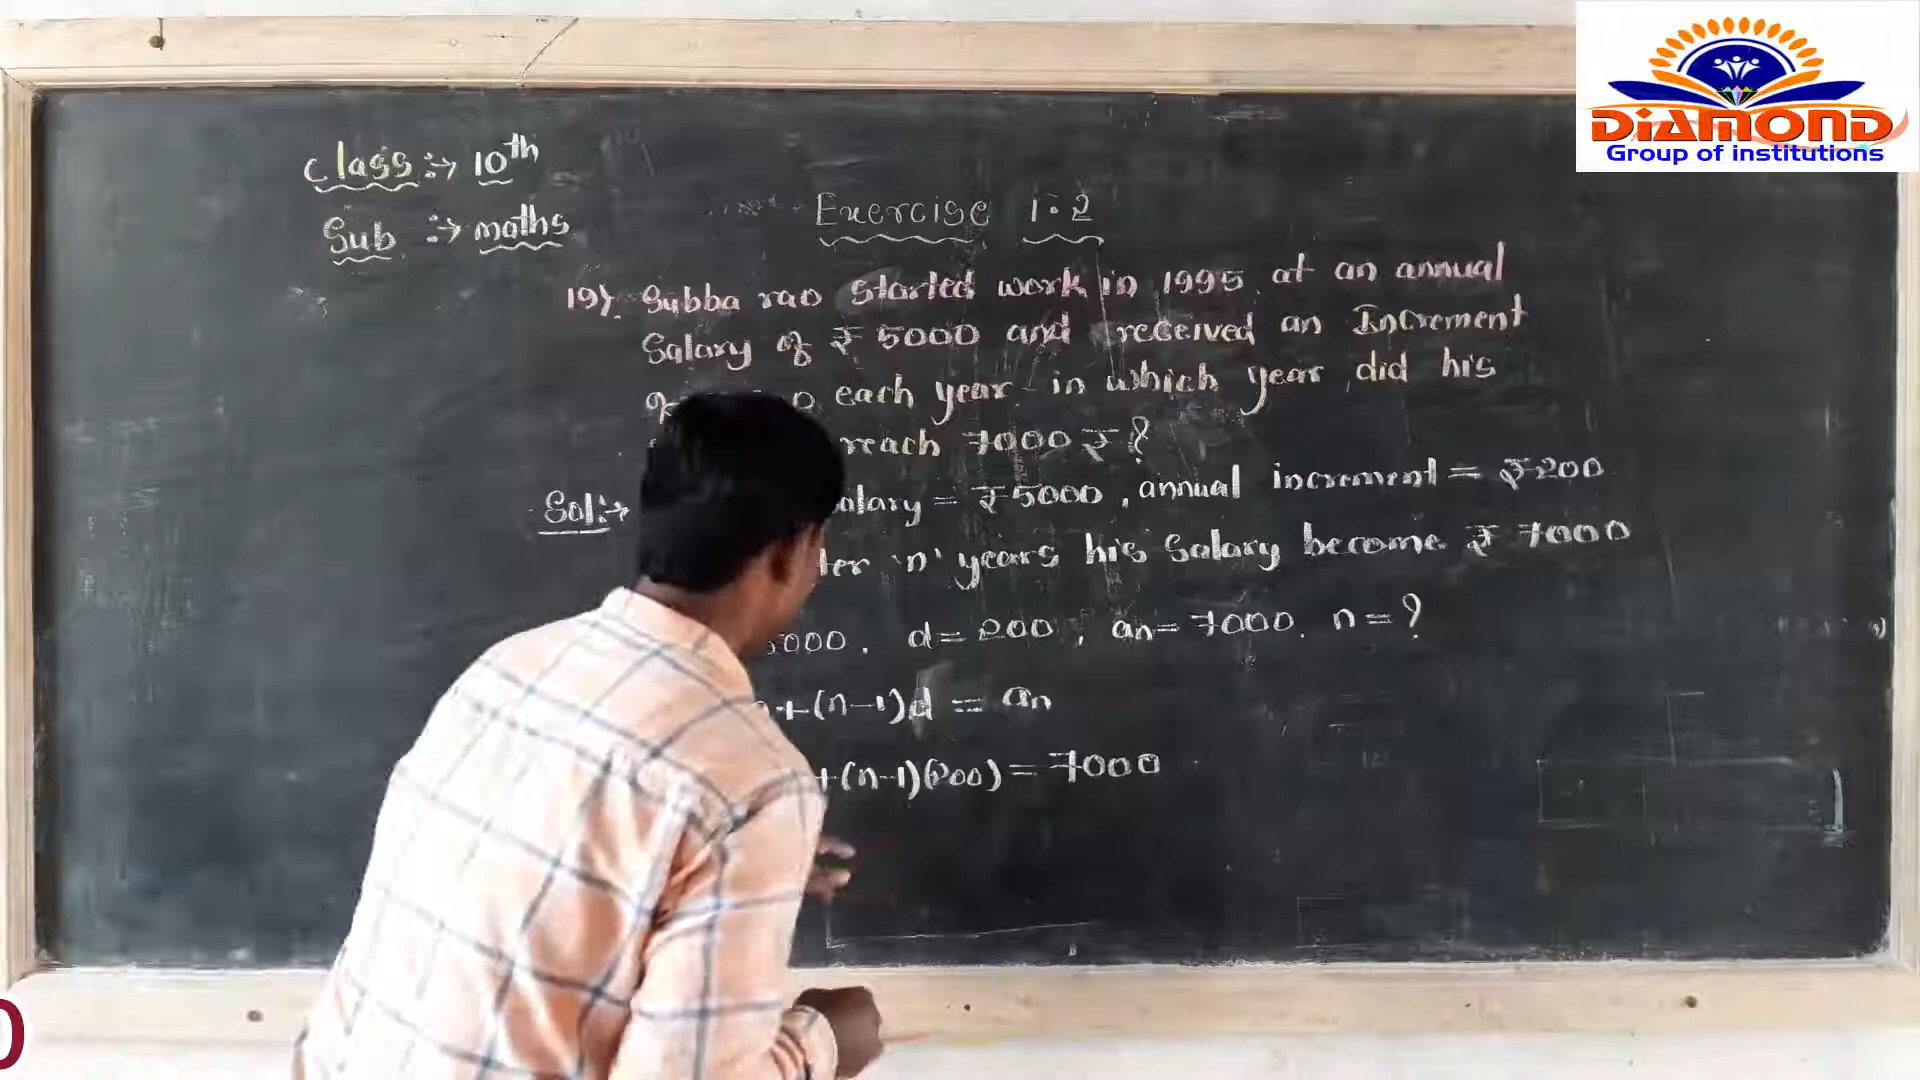 DiAMOND
Group of institutions
Class :→ 10th
Sub :→ maths
Exercise 1.2
19). Subba rao started work in 1995 at an annual
Salary of ₹ 5000 and received an Increment
each year in which year did his
reach 7000 ₹ ?
Sol:→ alary = ₹ 5000, annual increment = ₹ 200
ter 'n' years his Salary become ₹ 7000
000, d = 200, an = 7000. n = ?
+(n-1)d = an
+(n-1)(200) = 7000